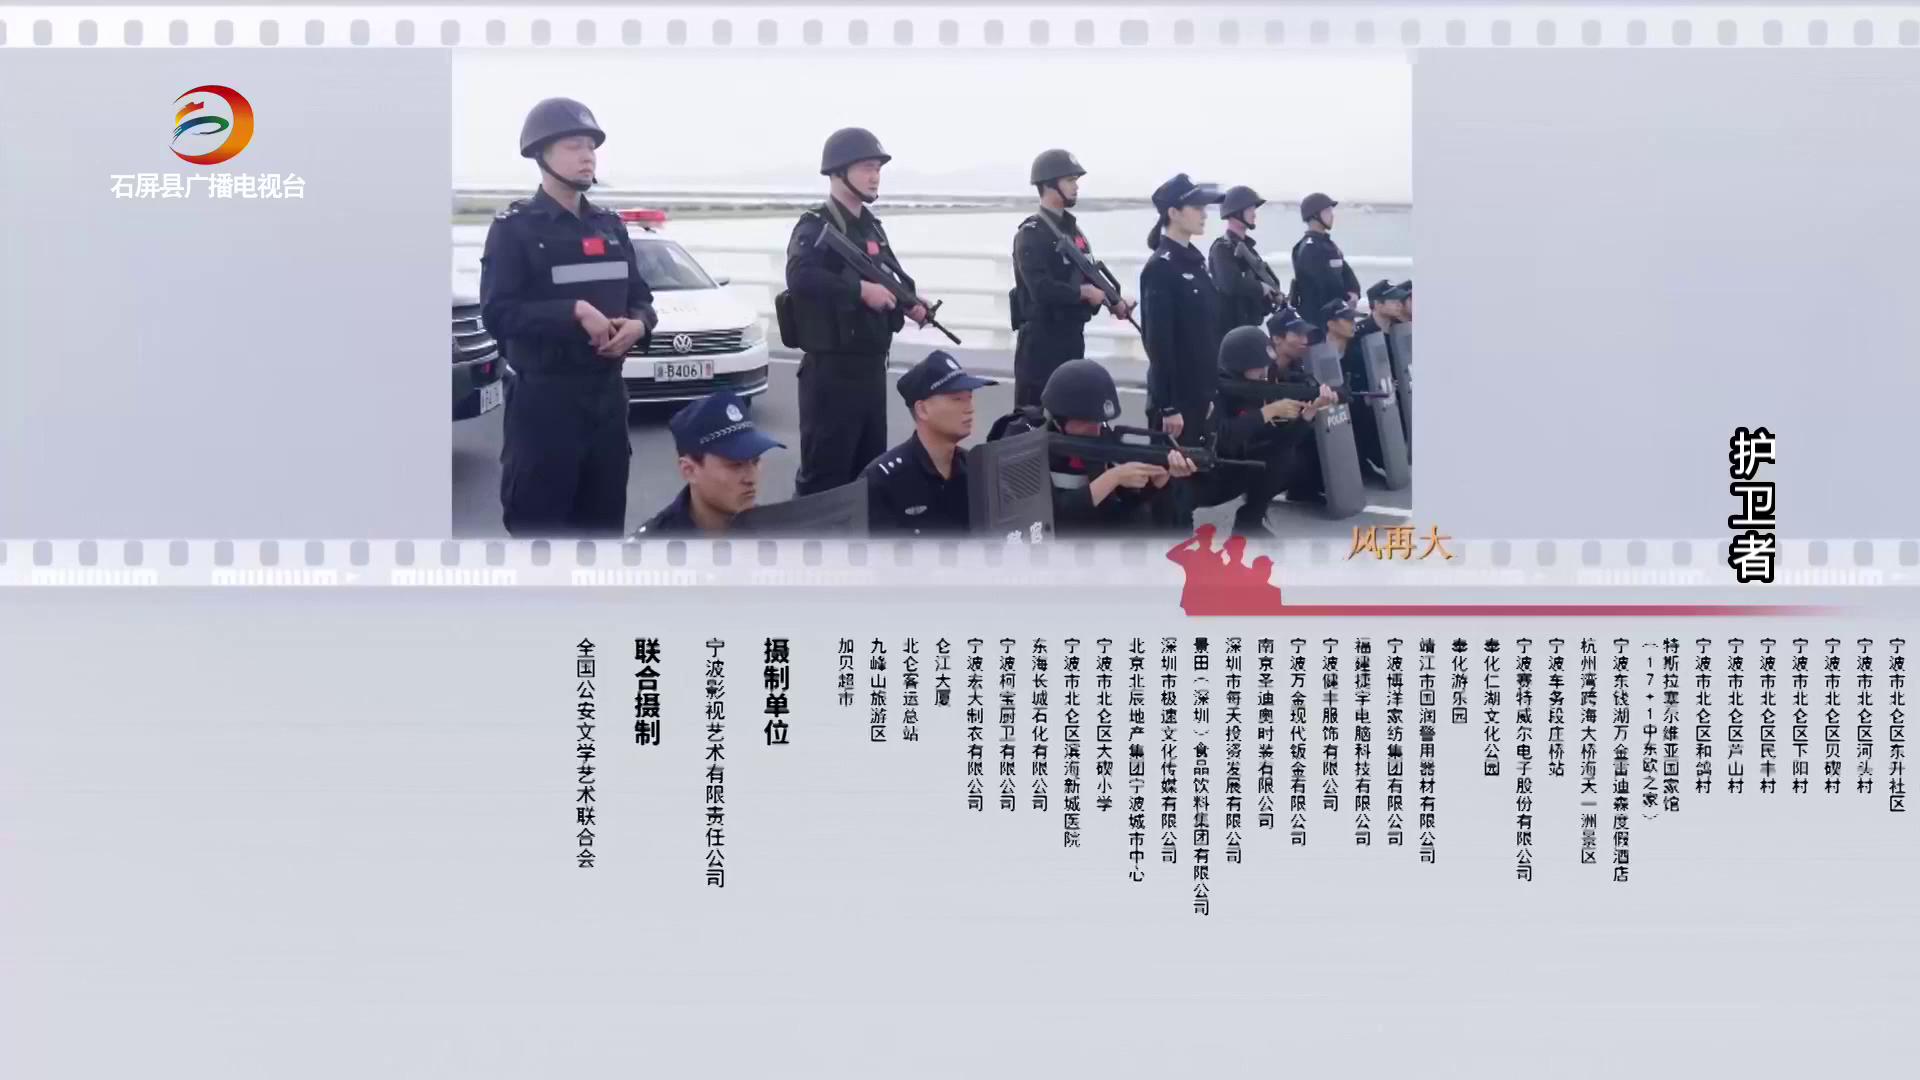 石屏县广播电视台
浙·B4061警
POLICE
警 官
风再大
护卫者
宁波市北仑区东升社区
宁波市北仑区河头村
宁波市北仑区贝碶村
宁波市北仑区下阳村
宁波市北仑区民丰村
宁波市北仑区芦山村
宁波市北仑区和鸽村
特斯拉塞尔维亚国家馆
（17+1中东欧之家）
宁波东钱湖万金雷迪森度假酒店
杭州湾跨海大桥海天一洲景区
宁波车务段庄桥站
宁波赛特威尔电子股份有限公司
奉化仁湖文化公园
奉化游乐园
靖江市国润警用器材有限公司
宁波博洋家纺集团有限公司
福建捷宇电脑科技有限公司
宁波健丰服饰有限公司
宁波万金现代钣金有限公司
南京圣迪奥时装有限公司
深圳市每天投资发展有限公司
景田（深圳）食品饮料集团有限公司
深圳市极速文化传媒有限公司
北京北辰地产集团宁波城市中心
宁波市北仑区大碶小学
宁波市北仑区滨海新城医院
东海长城石化有限公司
宁波柯宝厨卫有限公司
宁波宏大制衣有限公司
仑江大厦
北仑客运总站
九峰山旅游区
加贝超市
摄制单位
宁波影视艺术有限责任公司
联合摄制
全国公安文学艺术联合会